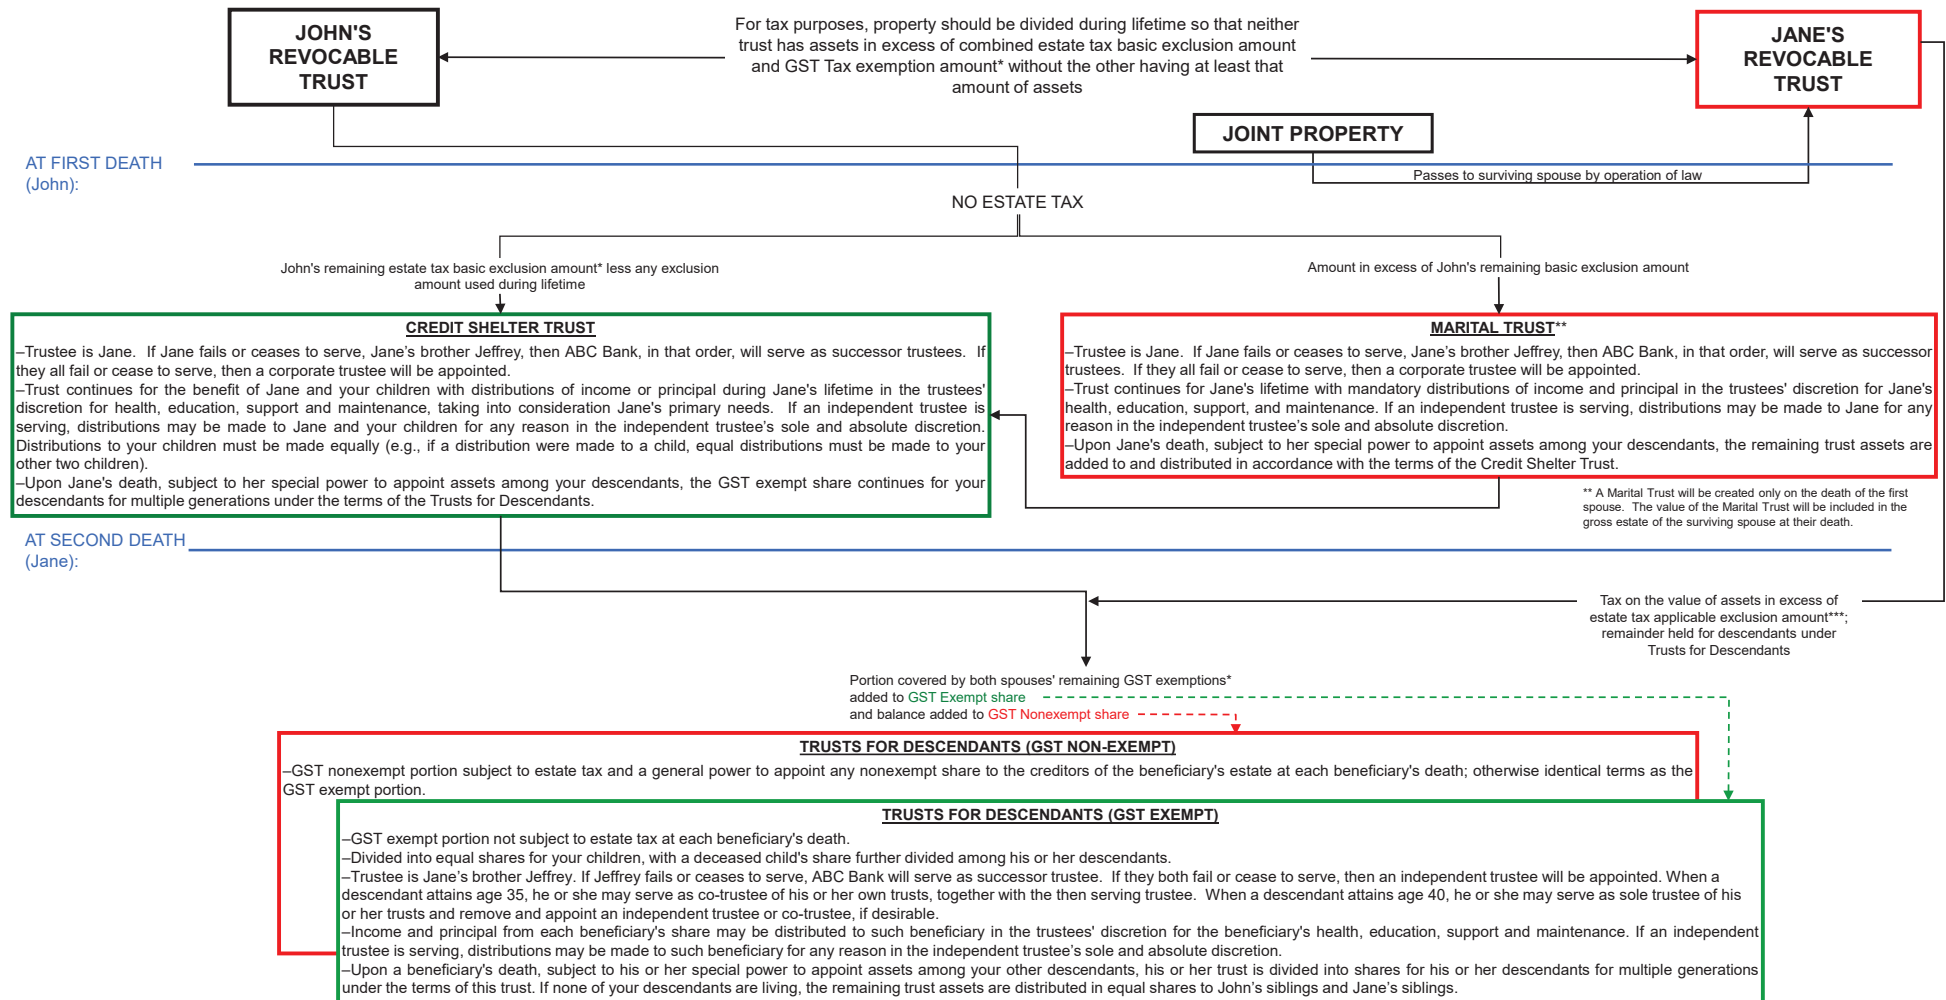 JOHN'S
REVOCABLE
TRUST
For tax purposes, property should be divided during lifetime so that neither
trust has assets in excess of combined estate tax basic exclusion amount
and GST Tax exemption amount* without the other having at least that
amount of assets
JANE'S
REVOCABLE
TRUST
JOINT PROPERTY
AT FIRST DEATH
(John):
Passes to surviving spouse by operation of law
NO ESTATE TAX
John's remaining estate tax basic exclusion amount* less any exclusion
amount used during lifetime
Amount in excess of John's remaining basic exclusion amount
CREDIT SHELTER TRUST
–Trustee is Jane. If Jane fails or ceases to serve, Jane’s brother Jeffrey, then ABC Bank, in that order, will serve as successor trustees. If
they all fail or cease to serve, then a corporate trustee will be appointed.
–Trust continues for the benefit of Jane and your children with distributions of income or principal during Jane's lifetime in the trustees'
discretion for health, education, support and maintenance, taking into consideration Jane's primary needs. If an independent trustee is
serving, distributions may be made to Jane and your children for any reason in the independent trustee’s sole and absolute discretion.
Distributions to your children must be made equally (e.g., if a distribution were made to a child, equal distributions must be made to your
other two children).
–Upon Jane's death, subject to her special power to appoint assets among your descendants, the GST exempt share continues for your
descendants for multiple generations under the terms of the Trusts for Descendants.
MARITAL TRUST**
–Trustee is Jane. If Jane fails or ceases to serve, Jane’s brother Jeffrey, then ABC Bank, in that order, will serve as successor
trustees. If they all fail or cease to serve, then a corporate trustee will be appointed.
–Trust continues for Jane's lifetime with mandatory distributions of income and principal in the trustees' discretion for Jane's
health, education, support, and maintenance. If an independent trustee is serving, distributions may be made to Jane for any
reason in the independent trustee’s sole and absolute discretion.
–Upon Jane's death, subject to her special power to appoint assets among your descendants, the remaining trust assets are
added to and distributed in accordance with the terms of the Credit Shelter Trust.
** A Marital Trust will be created only on the death of the first
spouse. The value of the Marital Trust will be included in the
gross estate of the surviving spouse at their death.
AT SECOND DEATH
(Jane):
Tax on the value of assets in excess of
estate tax applicable exclusion amount***;
remainder held for descendants under
Trusts for Descendants
Portion covered by both spouses' remaining GST exemptions*
added to GST Exempt share
and balance added to GST Nonexempt share
TRUSTS FOR DESCENDANTS (GST NON-EXEMPT)
–GST nonexempt portion subject to estate tax and a general power to appoint any nonexempt share to the creditors of the beneficiary's estate at each beneficiary's death; otherwise identical terms as the
GST exempt portion.
TRUSTS FOR DESCENDANTS (GST EXEMPT)
–GST exempt portion not subject to estate tax at each beneficiary's death.
–Divided into equal shares for your children, with a deceased child's share further divided among his or her descendants.
–Trustee is Jane’s brother Jeffrey. If Jeffrey fails or ceases to serve, ABC Bank will serve as successor trustee. If they both fail or cease to serve, then an independent trustee will be appointed. When a
descendant attains age 35, he or she may serve as co-trustee of his or her own trusts, together with the then serving trustee. When a descendant attains age 40, he or she may serve as sole trustee of his
or her trusts and remove and appoint an independent trustee or co-trustee, if desirable.
–Income and principal from each beneficiary's share may be distributed to such beneficiary in the trustees' discretion for the beneficiary's health, education, support and maintenance. If an independent
trustee is serving, distributions may be made to such beneficiary for any reason in the independent trustee’s sole and absolute discretion.
–Upon a beneficiary's death, subject to his or her special power to appoint assets among your other descendants, his or her trust is divided into shares for his or her descendants for multiple generations
under the terms of this trust. If none of your descendants are living, the remaining trust assets are distributed in equal shares to John’s siblings and Jane’s siblings.